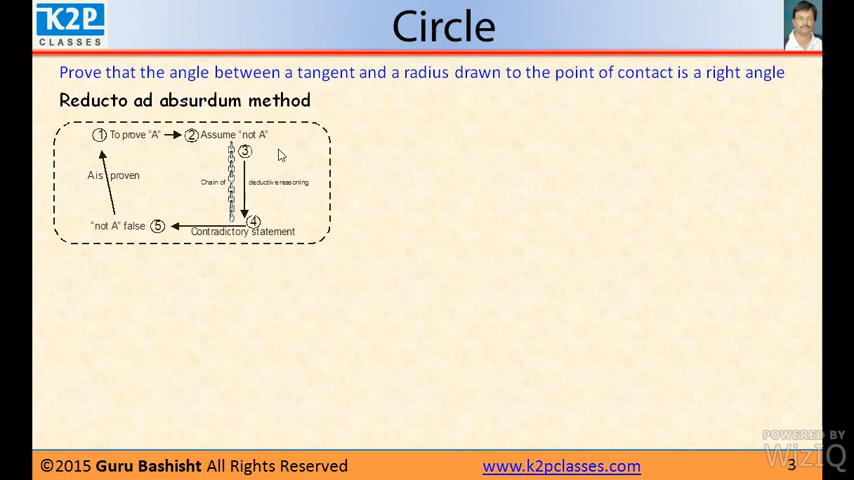 K2P
CLASSES
Circle
Prove that the angle between a tangent and a radius drawn to the point of contact is a right angle
Reducto ad absurdum method
1 To prove "A" 2 Assume "not A"
3
A is proven
Chain of deductive reasoning
4
"not A" false 5
Contradictory statement
POWERED BY
WizIQ
©2015 Guru Bashisht All Rights Reserved www.k2pclasses.com 3